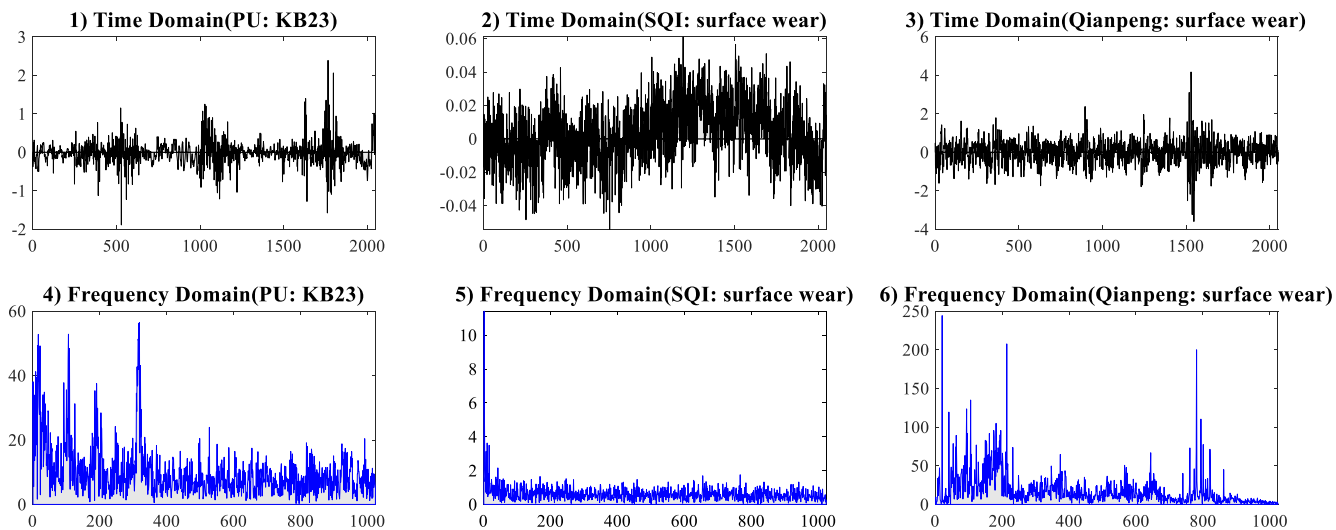 1) Time Domain(PU: KB23)
2) Time Domain(SQI: surface wear)
3) Time Domain(Qianpeng: surface wear)
3
2
1
0
-1
-2
0 500 1000 1500 2000
0.06
0.04
0.02
0
-0.02
-0.04
0 500 1000 1500 2000
6
4
2
0
-2
-4
0 500 1000 1500 2000
4) Frequency Domain(PU: KB23)
5) Frequency Domain(SQI: surface wear)
6) Frequency Domain(Qianpeng: surface wear)
60
40
20
0
0 200 400 600 800 1000
10
8
6
4
2
0
0 200 400 600 800 1000
250
200
150
100
50
0
0 200 400 600 800 1000